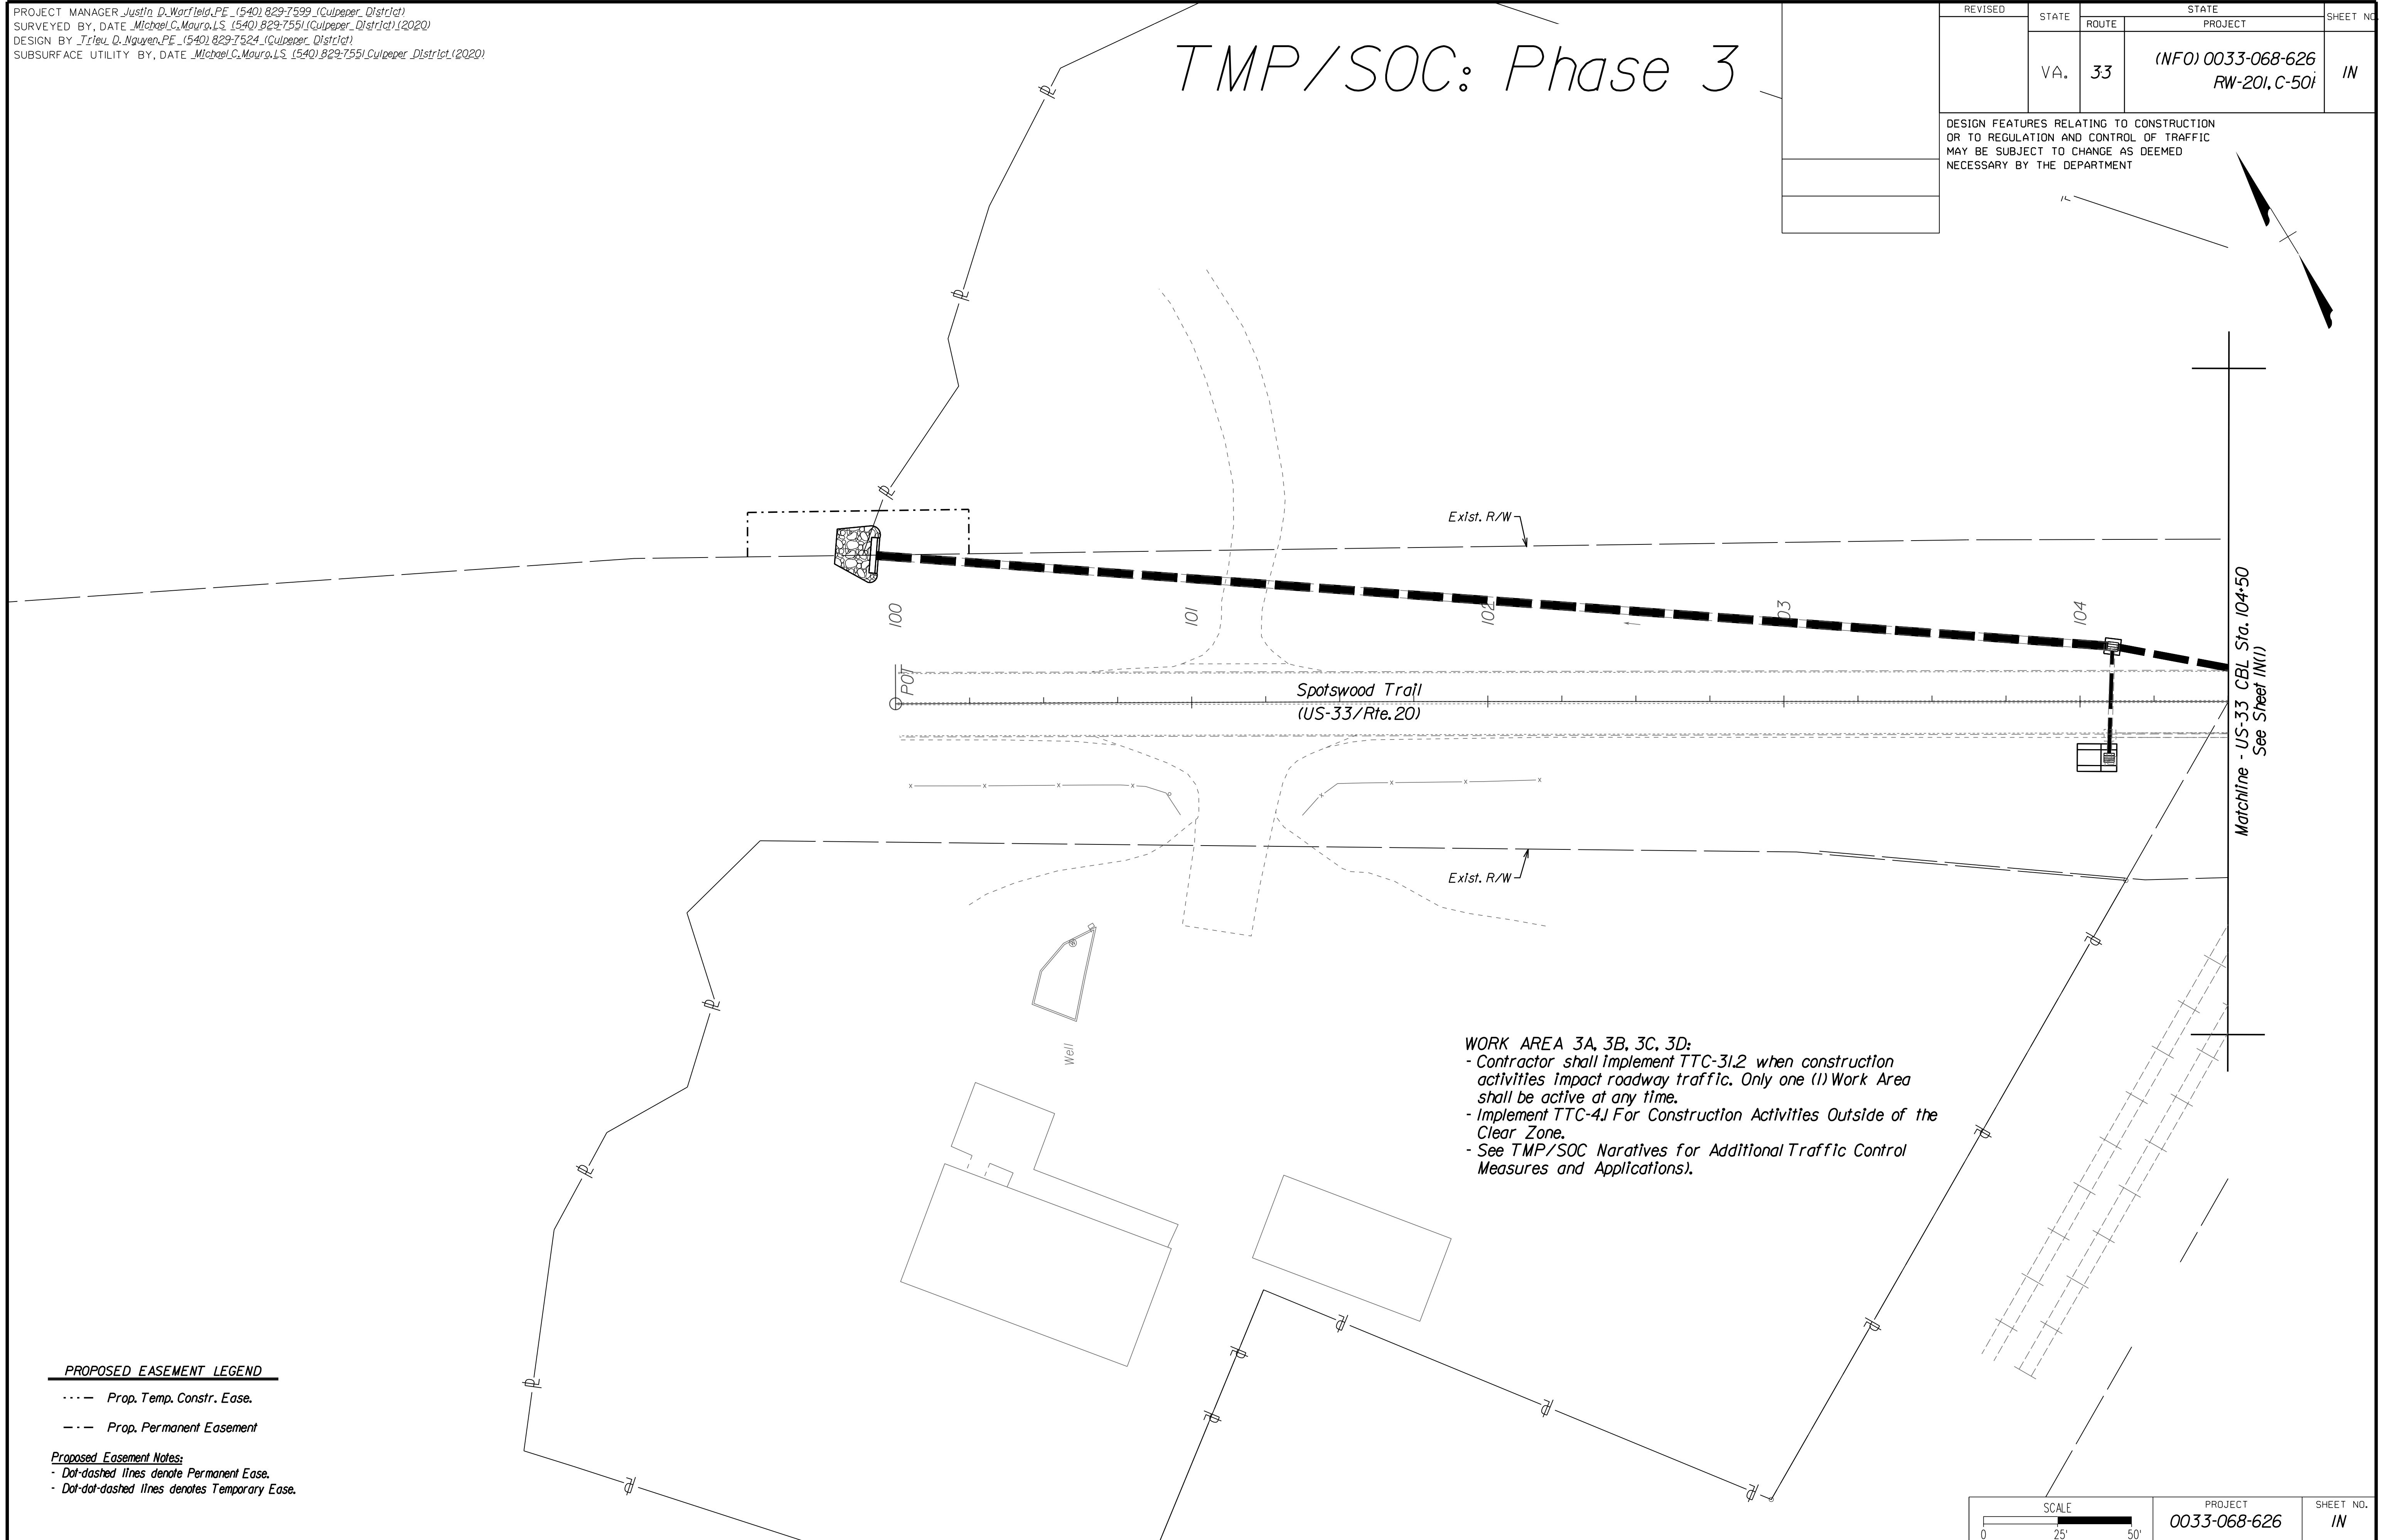 PROJECT MANAGER Justin D. Warfield, PE (540) 829-7599 (Culpeper District)
SURVEYED BY, DATE Michael C. Mauro, LS (540) 829-7551 (Culpeper District) (2020)
DESIGN BY Trieu D. Nguyen, PE (540) 829-7524 (Culpeper District)
SUBSURFACE UTILITY BY, DATE Michael C. Mauro, LS (540) 829-7551 Culpeper District (2020)
TMP/SOC: Phase 3
REVISED
STATE
STATE
ROUTE
PROJECT
SHEET NO.
VA.
33
(NFO) 0033-068-626
RW-201, C-501
1N
DESIGN FEATURES RELATING TO CONSTRUCTION
OR TO REGULATION AND CONTROL OF TRAFFIC
MAY BE SUBJECT TO CHANGE AS DEEMED
NECESSARY BY THE DEPARTMENT
Exist. R/W
100
101
102
103
104
POT
Spotswood Trail
(US-33/Rte. 20)
Matchline - US-33 CBL Sta. 104+50
See Sheet 1N(1)
Exist. R/W
Well
WORK AREA 3A, 3B, 3C, 3D:
- Contractor shall implement TTC-31.2 when construction
activities impact roadway traffic. Only one (1) Work Area
shall be active at any time.
- Implement TTC-4.1 For Construction Activities Outside of the
Clear Zone.
- See TMP/SOC Naratives for Additional Traffic Control
Measures and Applications).
PROPOSED EASEMENT LEGEND
Prop. Temp. Constr. Ease.
Prop. Permanent Easement
Proposed Easement Notes:
- Dot-dashed lines denote Permanent Ease.
- Dot-dot-dashed lines denotes Temporary Ease.
SCALE
0 25' 50'
PROJECT
0033-068-626
SHEET NO.
1N